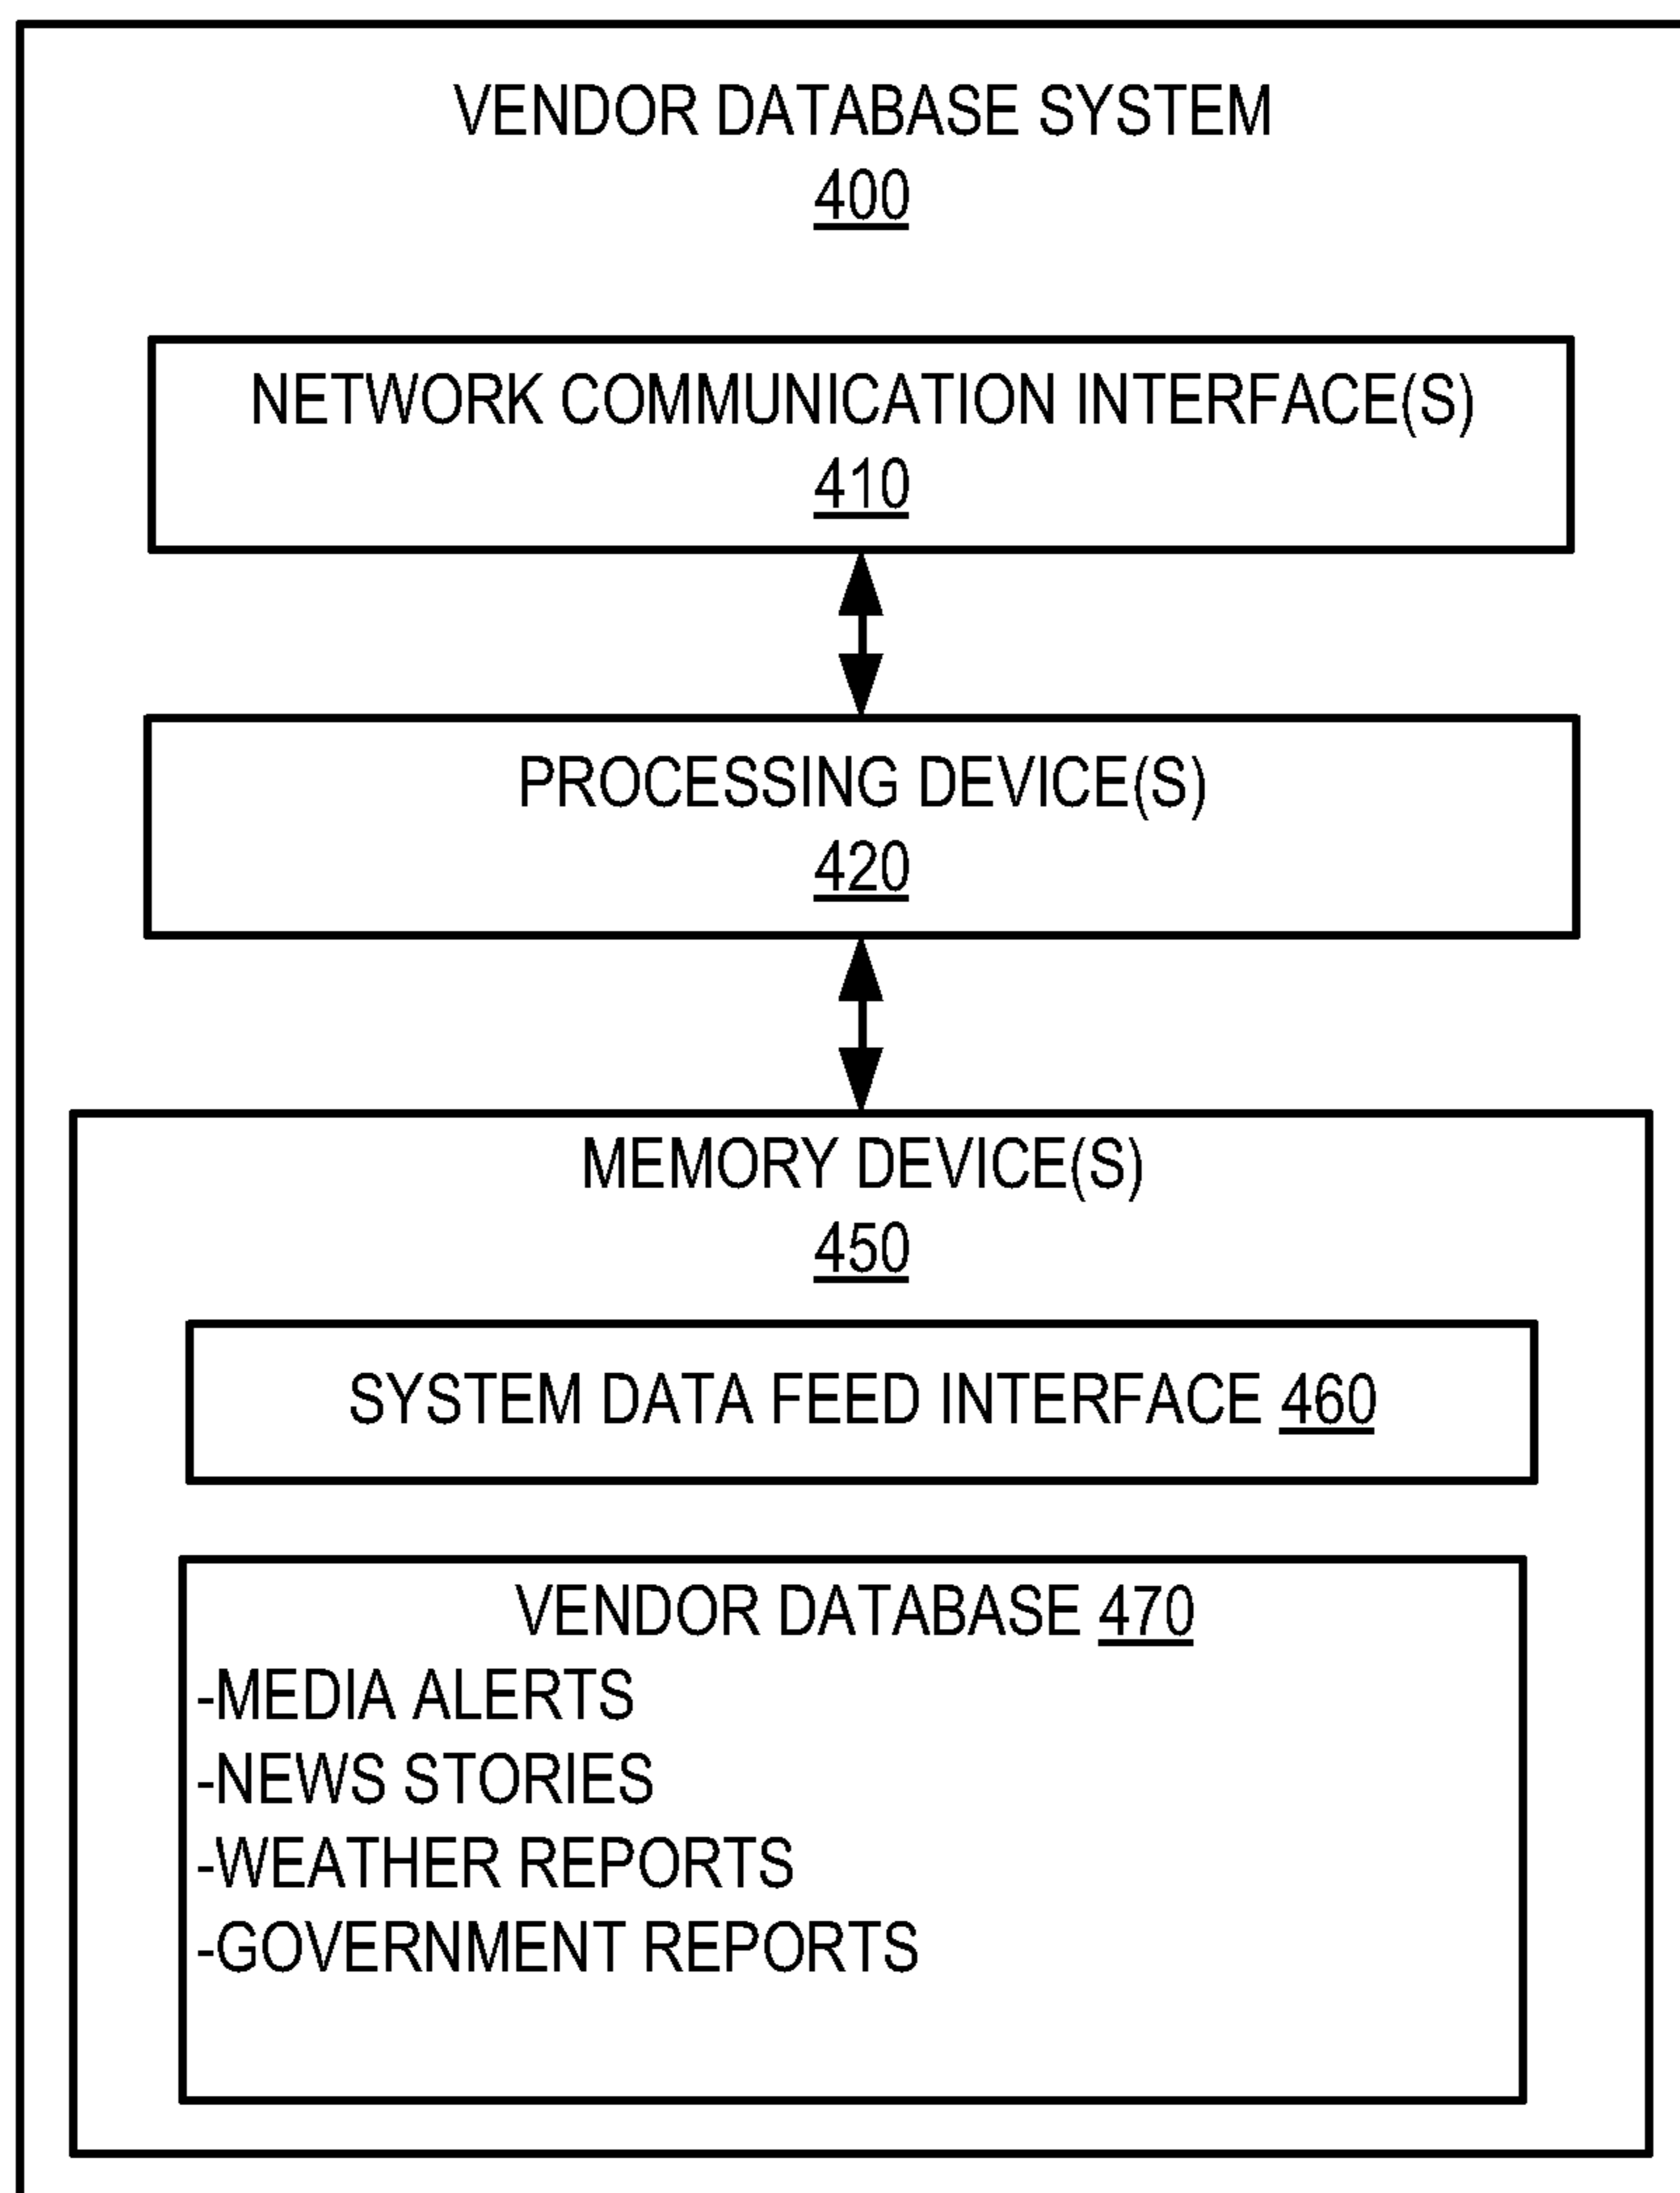 VENDOR DATABASE SYSTEM
400
NETWORK COMMUNICATION INTERFACE(S)
410
PROCESSING DEVICE(S)
420
MEMORY DEVICE(S)
450
SYSTEM DATA FEED INTERFACE 460
VENDOR DATABASE 470
-MEDIA ALERTS
-NEWS STORIES
-WEATHER REPORTS
-GOVERNMENT REPORTS